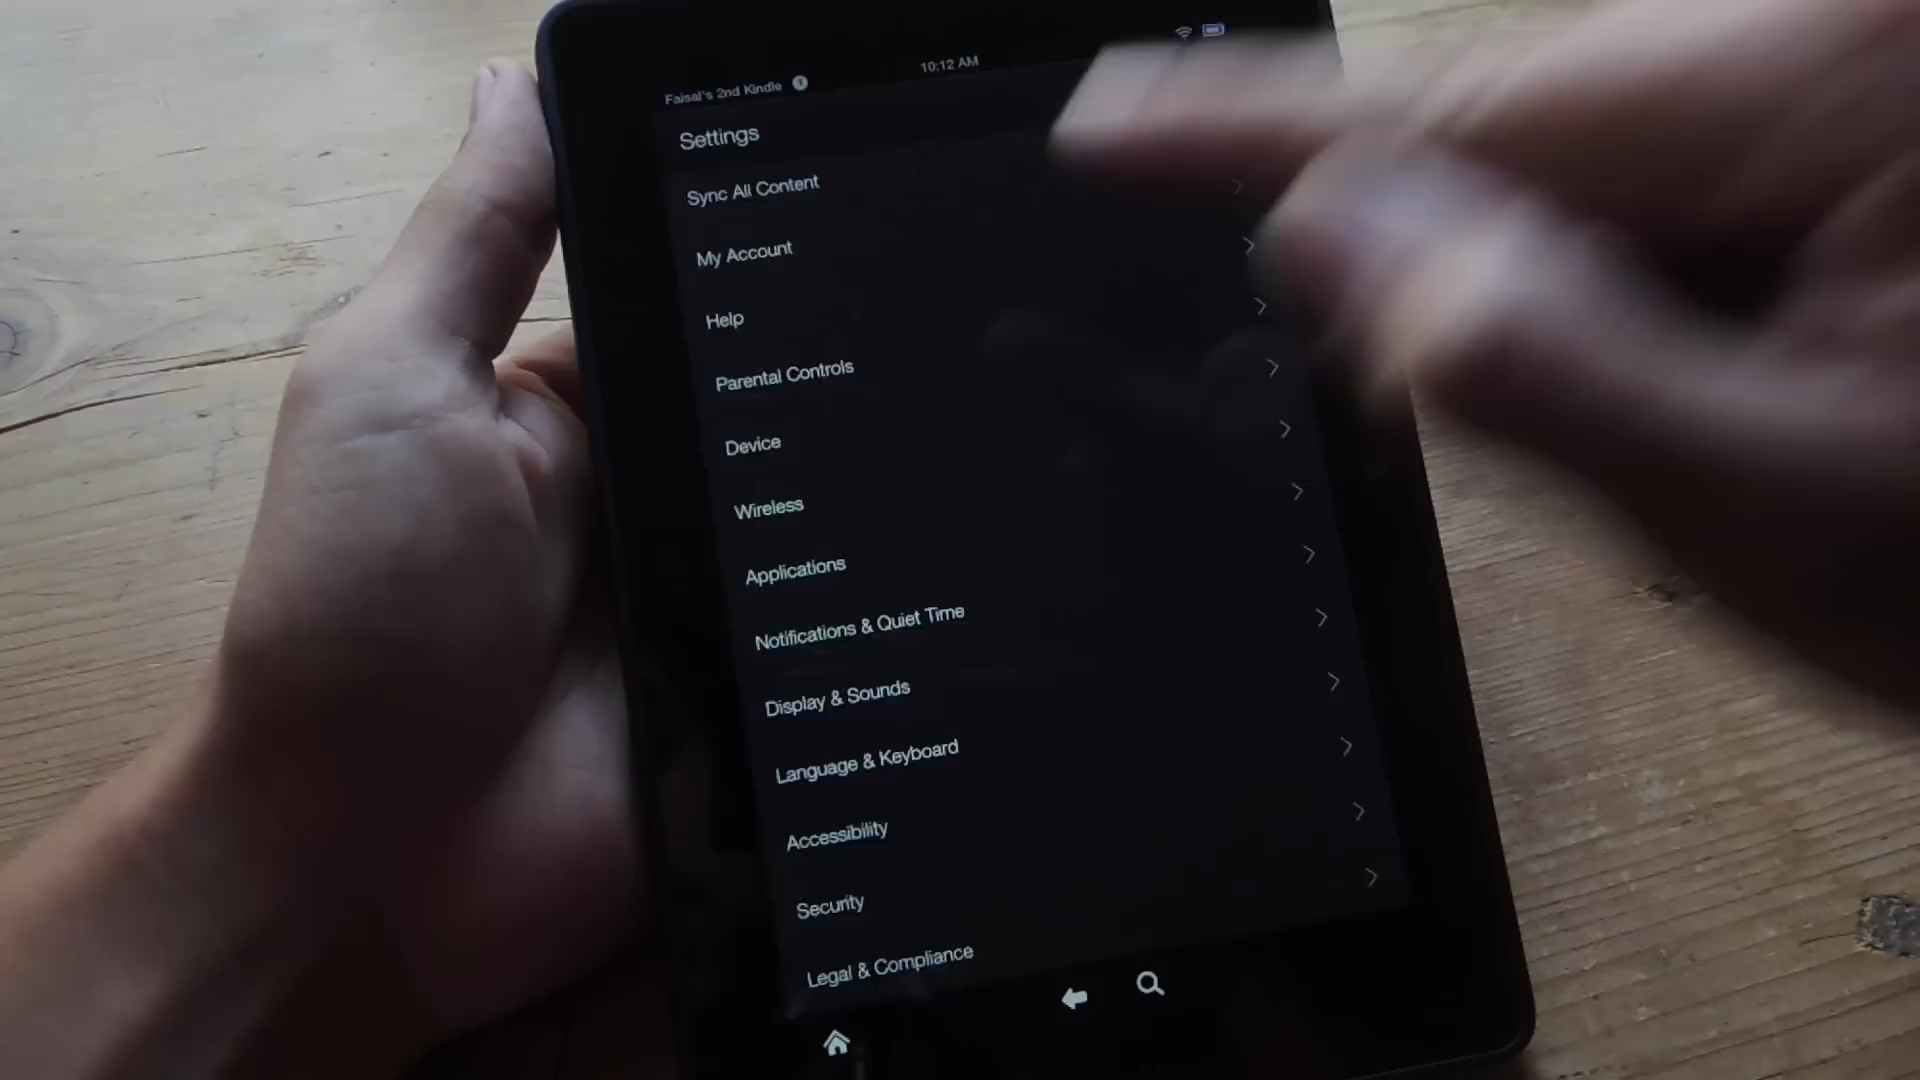 10:12 AM
Faisal's 2nd Kindle 1
Settings
Sync All Content
My Account
Help
Parental Controls
Device
Wireless
Applications
Notifications & Quiet Time
Display & Sounds
Language & Keyboard
Accessibility
Security
Legal & Compliance